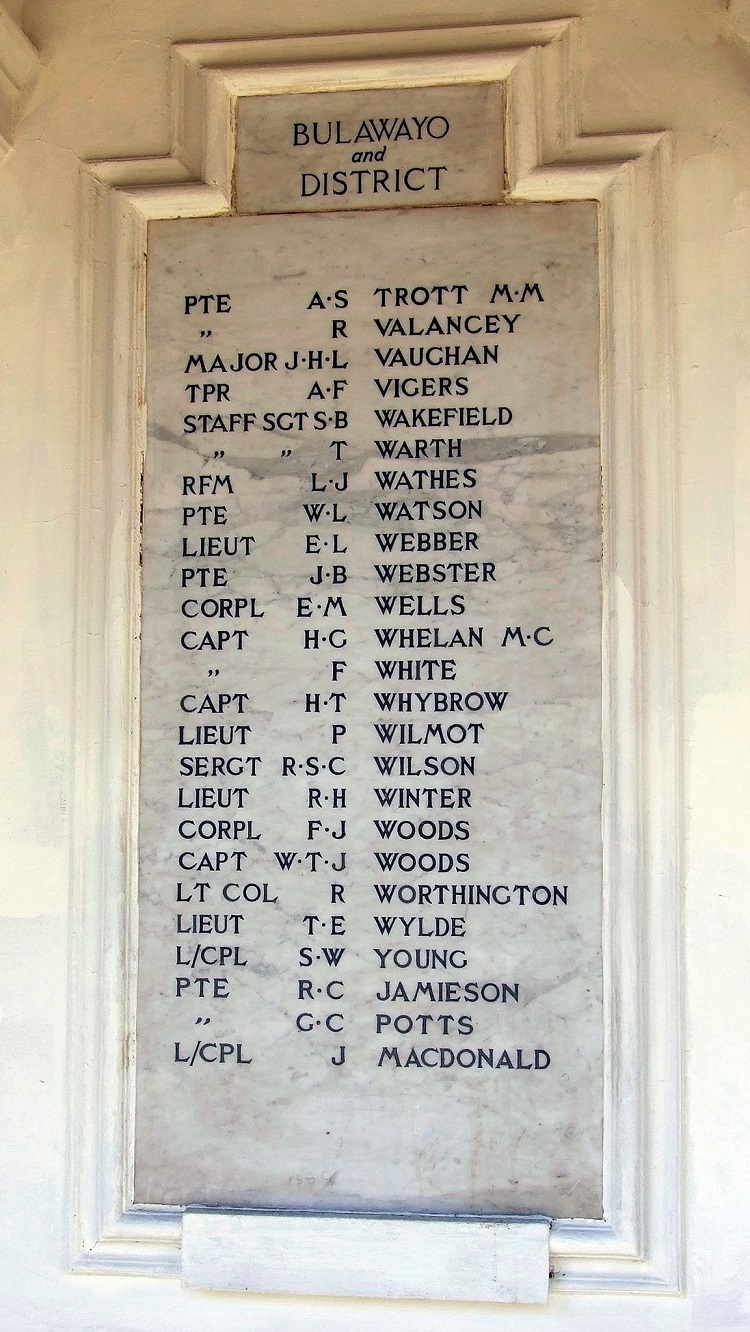 BULAWAYO
and
DISTRICT
PTE A·S TROTT M·M
„ R VALANCEY
MAJOR J·H·L VAUGHAN
TPR A·F VIGERS
STAFF SGT S·B WAKEFIELD
„ „ T WARTH
RFM L·J WATHES
PTE W·L WATSON
LIEUT E·L WEBBER
PTE J·B WEBSTER
CORPL E·M WELLS
CAPT H·G WHELAN M·C
„ F WHITE
CAPT H·T WHYBROW
LIEUT P WILMOT
SERGT R·S·C WILSON
LIEUT R·H WINTER
CORPL F·J WOODS
CAPT W·T·J WOODS
LT COL R WORTHINGTON
LIEUT T·E WYLDE
L/CPL S·W YOUNG
PTE R·C JAMIESON
„ G·C POTTS
L/CPL J MACDONALD